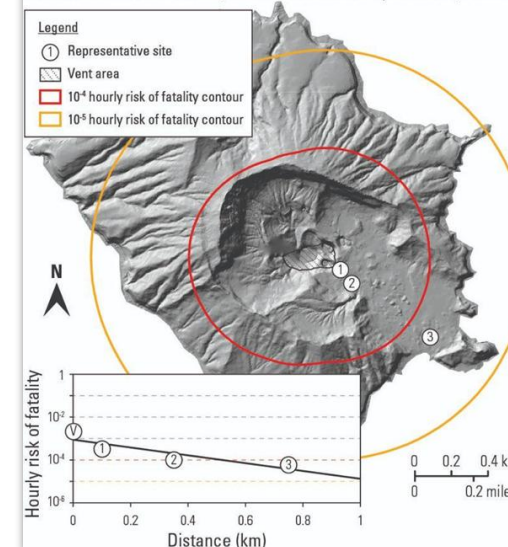 Legend
1 Representative site
Vent area
10-4 hourly risk of fatality contour
10-5 hourly risk of fatality contour
N
1
2
3
Hourly risk of fatality
1
10-2
10-4
10-6
V
1
2
3
0 0.2 0.4 0.6 0.8 1
Distance (km)
0 0.2 0.4 k
0 0.2 mile